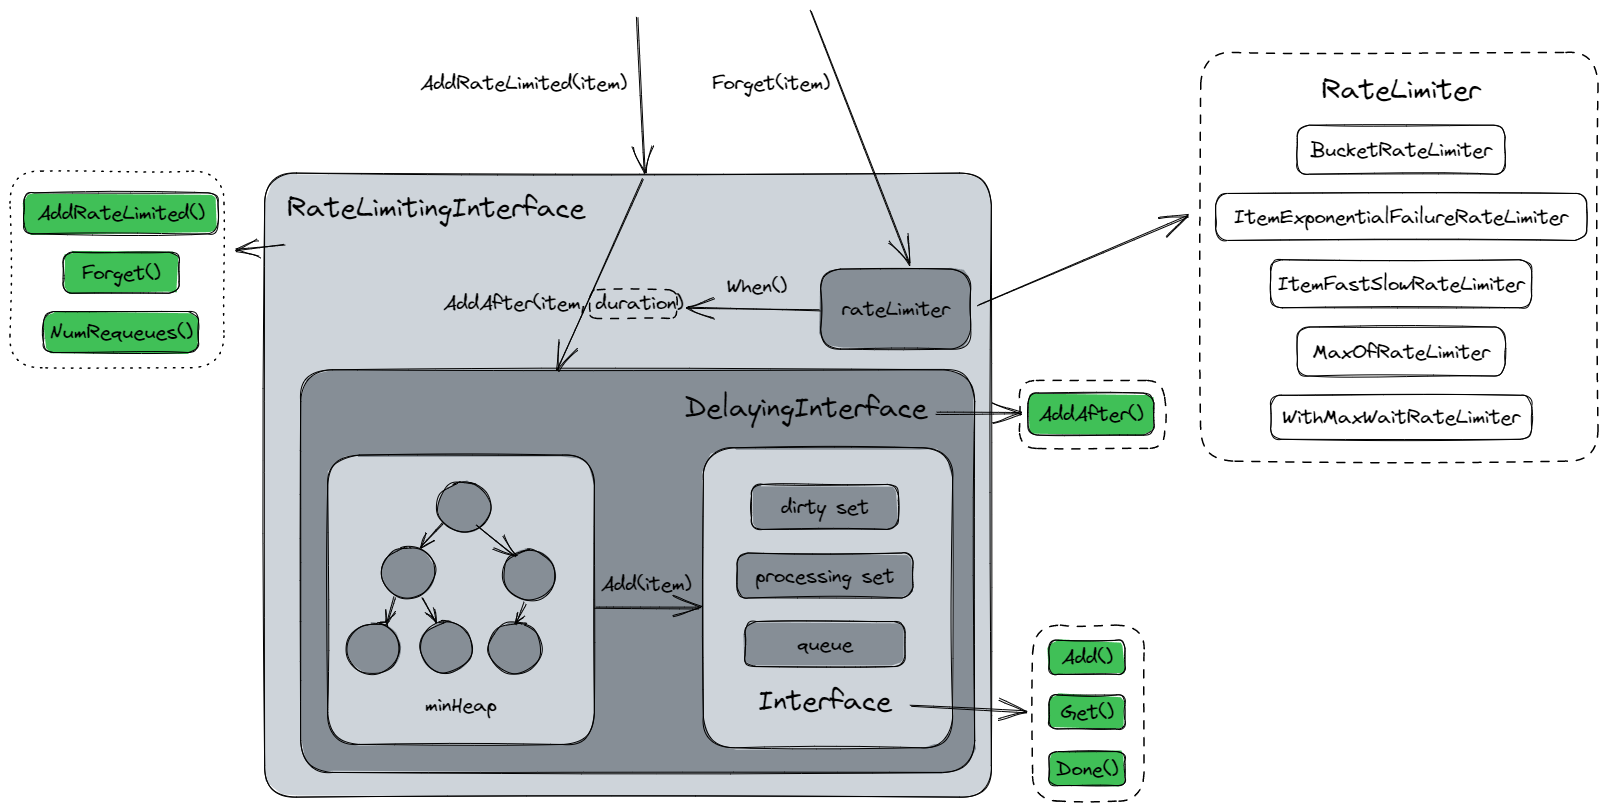 AddRateLimited(item)
Forget(item)
RateLimiter
BucketRateLimiter
ItemExponentialFailureRateLimiter
ItemFastSlowRateLimiter
MaxOfRateLimiter
WithMaxWaitRateLimiter
AddRateLimited()
Forget()
NumRequeues()
RateLimitingInterface
When()
AddAfter(item, duration)
rateLimiter
DelayingInterface
AddAfter()
dirty set
processing set
queue
Interface
Add(item)
minHeap
Add()
Get()
Done()